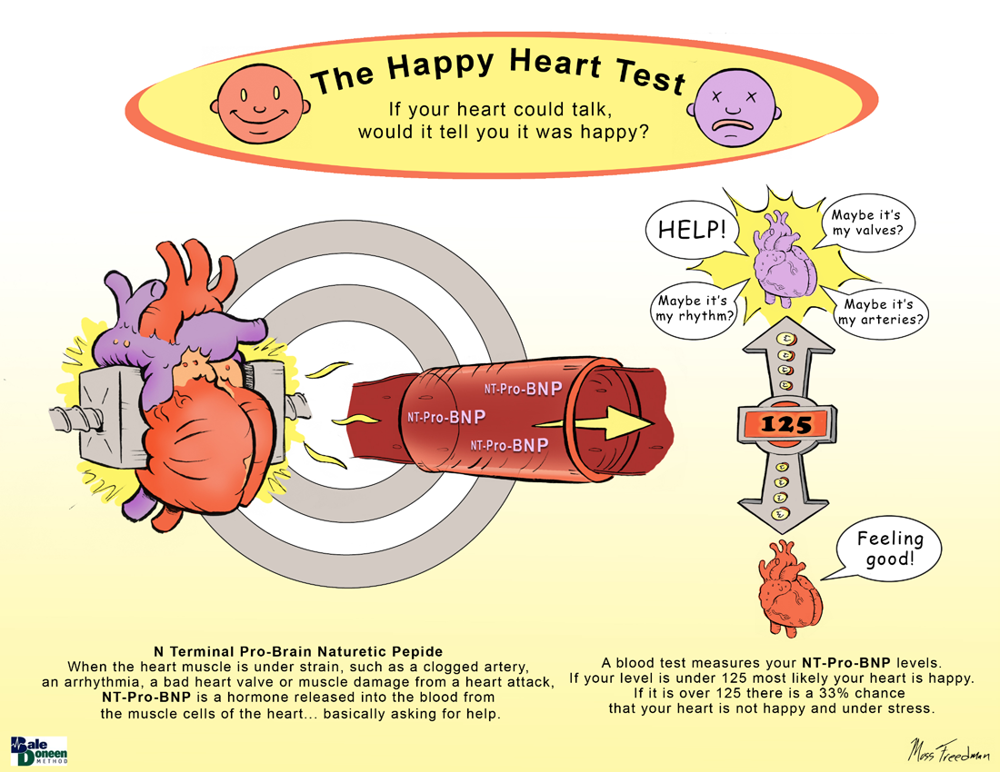 The Happy Heart Test
If your heart could talk,
would it tell you it was happy?
HELP!
Maybe it's
my valves?
Maybe it's
my rhythm?
Maybe it's
my arteries?
NT-Pro-BNP
NT-Pro-BNP
NT-Pro-BNP
125
Feeling
good!
N Terminal Pro-Brain Naturetic Pepide
When the heart muscle is under strain, such as a clogged artery,
an arrhythmia, a bad heart valve or muscle damage from a heart attack,
NT-Pro-BNP is a hormone released into the blood from
the muscle cells of the heart... basically asking for help.
A blood test measures your NT-Pro-BNP levels.
If your level is under 125 most likely your heart is happy.
If it is over 125 there is a 33% chance
that your heart is not happy and under stress.
Bale
Doneen
METHOD
Moss Freedman